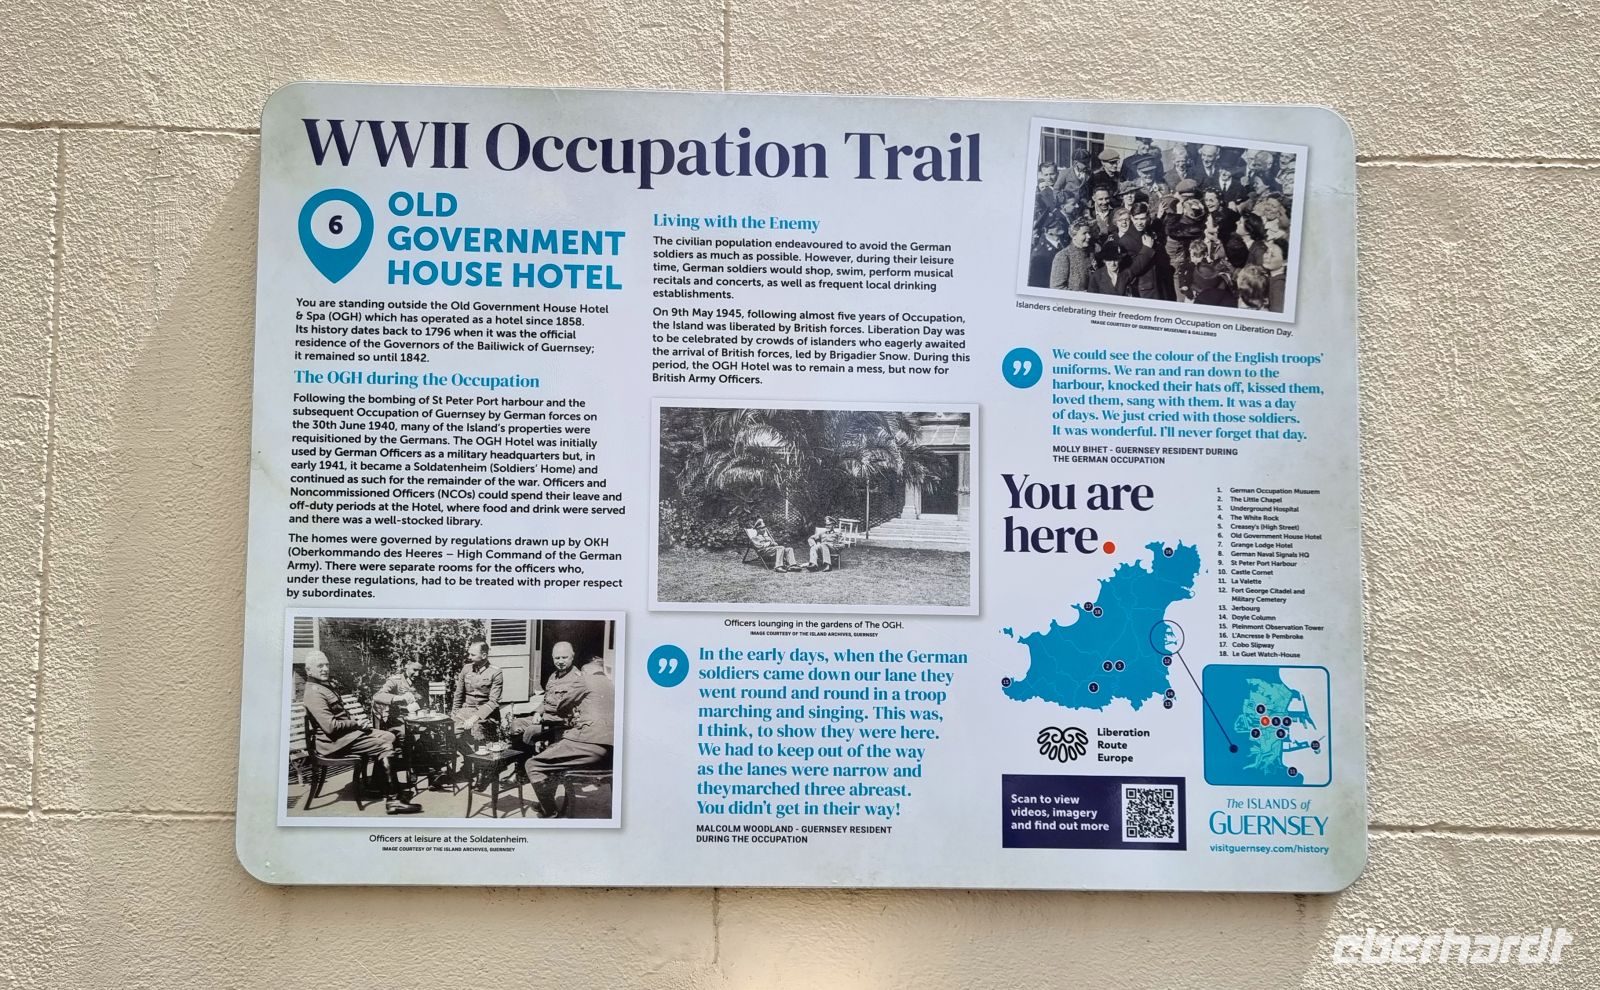 WWII Occupation Trail
6
OLD
GOVERNMENT
HOUSE HOTEL
You are standing outside the Old Government House Hotel
& Spa (OGH) which has operated as a hotel since 1858.
Its history dates back to 1796 when it was the official
residence of the Governors of the Bailiwick of Guernsey;
it remained so until 1842.
The OGH during the Occupation
Following the bombing of St Peter Port harbour and the
subsequent Occupation of Guernsey by German forces on
the 30th June 1940, many of the Island's properties were
requisitioned by the Germans. The OGH Hotel was initially
used by German Officers as a military headquarters but, in
early 1941, it became a Soldatenheim (Soldiers' Home) and
continued as such for the remainder of the war. Officers and
Noncommissioned Officers (NCOs) could spend their leave and
off-duty periods at the Hotel, where food and drink were served
and there was a well-stocked library.
The homes were governed by regulations drawn up by OKH
(Oberkommando des Heeres – High Command of the German
Army). There were separate rooms for the officers who,
under these regulations, had to be treated with proper respect
by subordinates.
Officers at leisure at the Soldatenheim.
IMAGE COURTESY OF THE ISLAND ARCHIVES, GUERNSEY
Living with the Enemy
The civilian population endeavoured to avoid the German
soldiers as much as possible. However, during their leisure
time, German soldiers would shop, swim, perform musical
recitals and concerts, as well as frequent local drinking
establishments.
On 9th May 1945, following almost five years of Occupation,
the Island was liberated by British forces. Liberation Day was
to be celebrated by crowds of islanders who eagerly awaited
the arrival of British forces, led by Brigadier Snow. During this
period, the OGH Hotel was to remain a mess, but now for
British Army Officers.
Officers lounging in the gardens of The OGH.
IMAGE COURTESY OF THE ISLAND ARCHIVES, GUERNSEY
In the early days, when the German
soldiers came down our lane they
went round and round in a troop
marching and singing. This was,
I think, to show they were here.
We had to keep out of the way
as the lanes were narrow and
theymarched three abreast.
You didn't get in their way!
MALCOLM WOODLAND - GUERNSEY RESIDENT
DURING THE OCCUPATION
Islanders celebrating their freedom from Occupation on Liberation Day.
IMAGE COURTESY OF GUERNSEY MUSEUMS & GALLERIES
We could see the colour of the English troops'
uniforms. We ran and ran down to the
harbour, knocked their hats off, kissed them,
loved them, sang with them. It was a day
of days. We just cried with those soldiers.
It was wonderful. I'll never forget that day.
MOLLY BIHET - GUERNSEY RESIDENT DURING
THE GERMAN OCCUPATION
You are
here.
1. German Occupation Musuem
2. The Little Chapel
3. Underground Hospital
4. The White Rock
5. Creasey's (High Street)
6. Old Government House Hotel
7. Grange Lodge Hotel
8. German Naval Signals HQ
9. St Peter Port Harbour
10. Castle Cornet
11. La Valette
12. Fort George Citadel and
Military Cemetery
13. Jerbourg
14. Doyle Column
15. Pleinmont Observation Tower
16. L'Ancresse & Pembroke
17. Cobo Slipway
18. Le Guet Watch-House
Liberation
Route
Europe
Scan to view
videos, imagery
and find out more
The ISLANDS of
GUERNSEY
visitguernsey.com/history
eberhardt